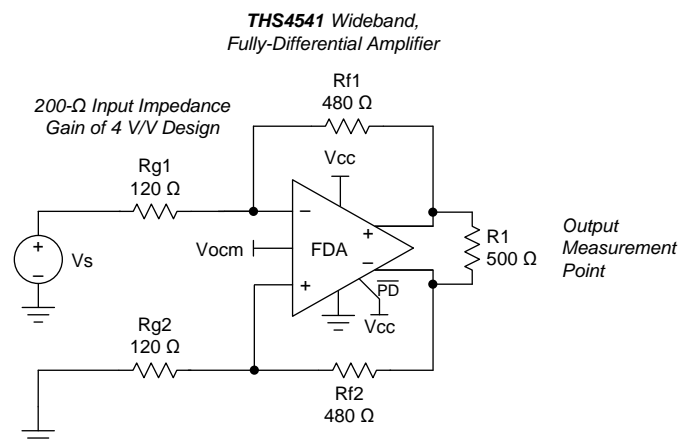 THS4541 Wideband,
Fully-Differential Amplifier
200-Ω Input Impedance
Gain of 4 V/V Design
Rf1
480 Ω
Rg1
120 Ω
Vcc
Vocm
FDA
−
+
+
−
PD
Vcc
+
−
Vs
R1
500 Ω
Output
Measurement
Point
Rg2
120 Ω
Rf2
480 Ω